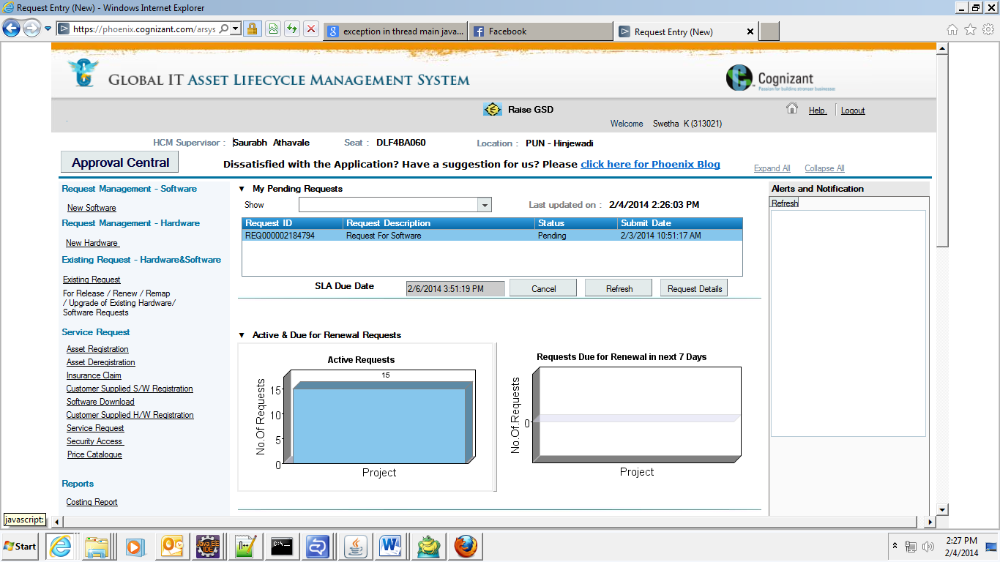 Request Entry (New) - Windows Internet Explorer
https://phoenix.cognizant.com/arsys
exception in thread main java...
Facebook
Request Entry (New)
GLOBAL IT ASSET LIFECYCLE MANAGEMENT SYSTEM
Cognizant
Passion for building stronger businesses
Raise GSD
Help.
Logout
Welcome Swetha K (313021)
HCM Supervisor : Saurabh Athavale Seat : DLF4BA060 Location : PUN - Hinjewadi
Approval Central
Dissatisfied with the Application? Have a suggestion for us? Please click here for Phoenix Blog
Expand All
Collapse All
Request Management - Software
New Software
Request Management - Hardware
New Hardware
Existing Request - Hardware&Software
Existing Request
For Release / Renew / Remap
/ Upgrade of Existing Hardware/
Software Requests
Service Request
Asset Registration
Asset Deregistration
Insurance Claim
Customer Supplied S/W Registration
Software Download
Customer Supplied H/W Registration
Service Request
Security Access
Price Catalogue
Reports
Costing Report
My Pending Requests
Show
Last updated on : 2/4/2014 2:26:03 PM
Request ID Request Description Status Submit Date
REQ000002184794 Request For Software Pending 2/3/2014 10:51:17 AM
SLA Due Date 2/6/2014 3:51:19 PM Cancel Refresh Request Details
Active & Due for Renewal Requests
Active Requests
15
No.Of Requests
15
10
5
0
Project
Requests Due for Renewal in next 7 Days
No.Of.Requests
0
Project
Alerts and Notification
Refresh
javascript:
Start
Java EE
IDE
N++
C:\
2:27 PM
2/4/2014